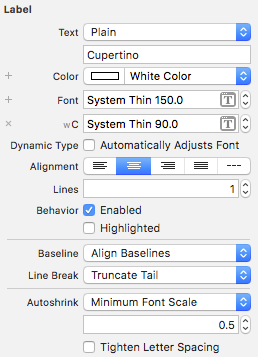 Label
Text Plain
Cupertino
+ Color White Color
+ Font System Thin 150.0 T
× wC System Thin 90.0 T
Dynamic Type Automatically Adjusts Font
Alignment
Lines 1
Behavior Enabled
Highlighted
Baseline Align Baselines
Line Break Truncate Tail
Autoshrink Minimum Font Scale
0.5
Tighten Letter Spacing